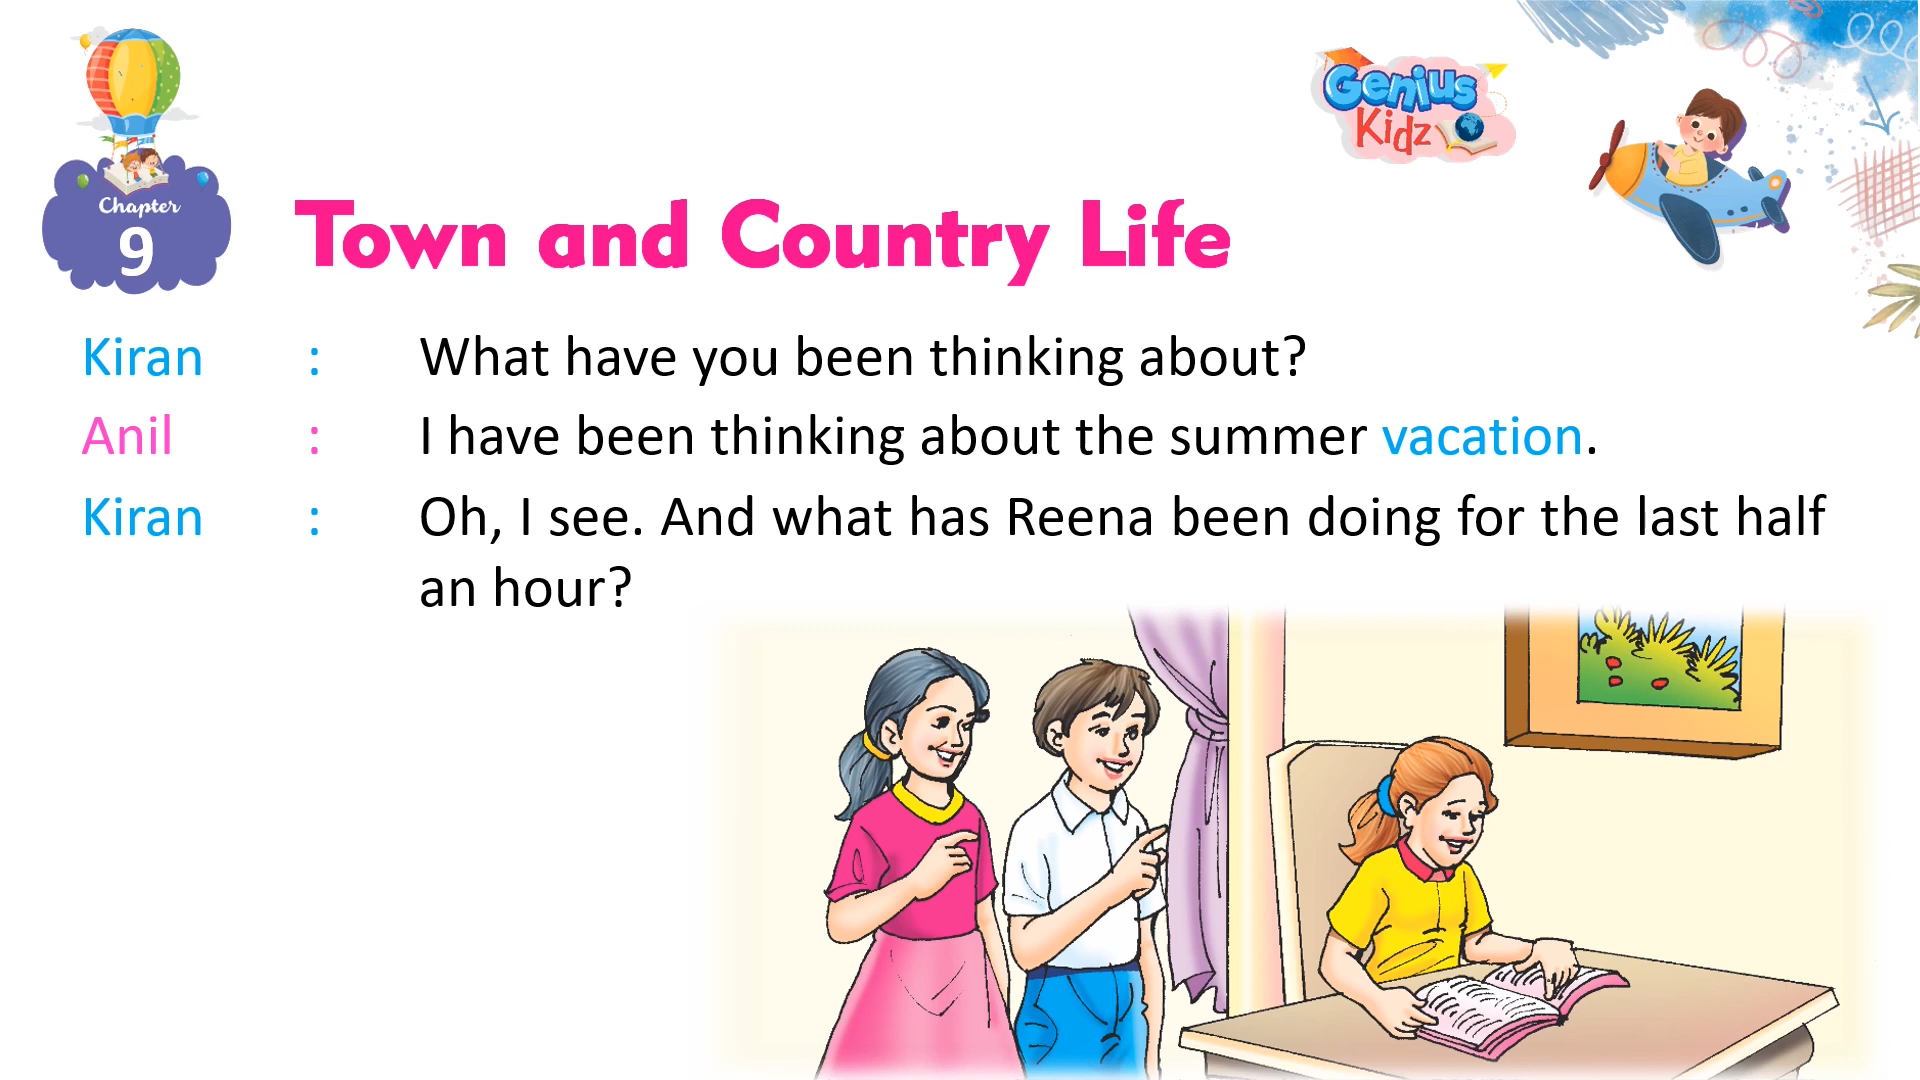 Genius
Kidz
Chapter
9
Town and Country Life
Kiran : What have you been thinking about?
Anil : I have been thinking about the summer vacation.
Kiran : Oh, I see. And what has Reena been doing for the last half
an hour?